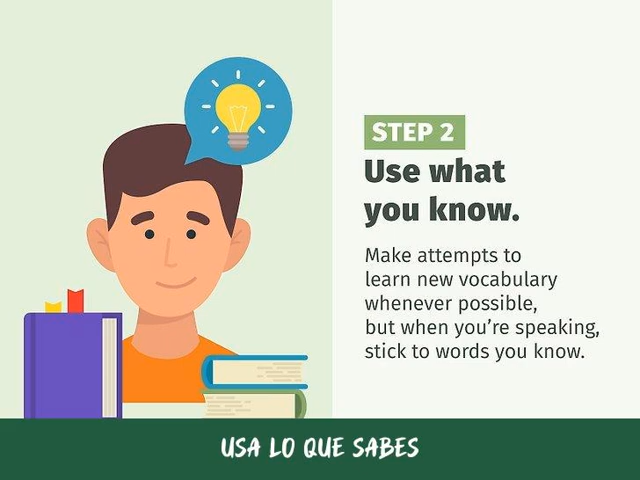 STEP 2
Use what
you know.
Make attempts to
learn new vocabulary
whenever possible,
but when you're speaking,
stick to words you know.
USA LO QUE SABES